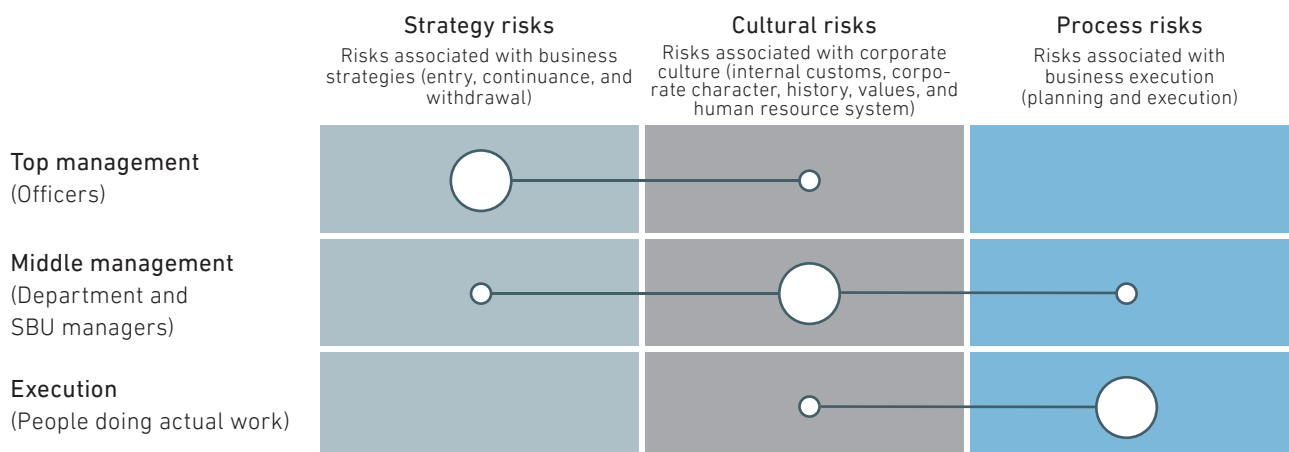 Strategy risks
Risks associated with business
strategies (entry, continuance, and
withdrawal)
Cultural risks
Risks associated with corporate
culture (internal customs, corpo-
rate character, history, values, and
human resource system)
Process risks
Risks associated with
business execution
(planning and execution)
Top management
(Officers)
Middle management
(Department and
SBU managers)
Execution
(People doing actual work)